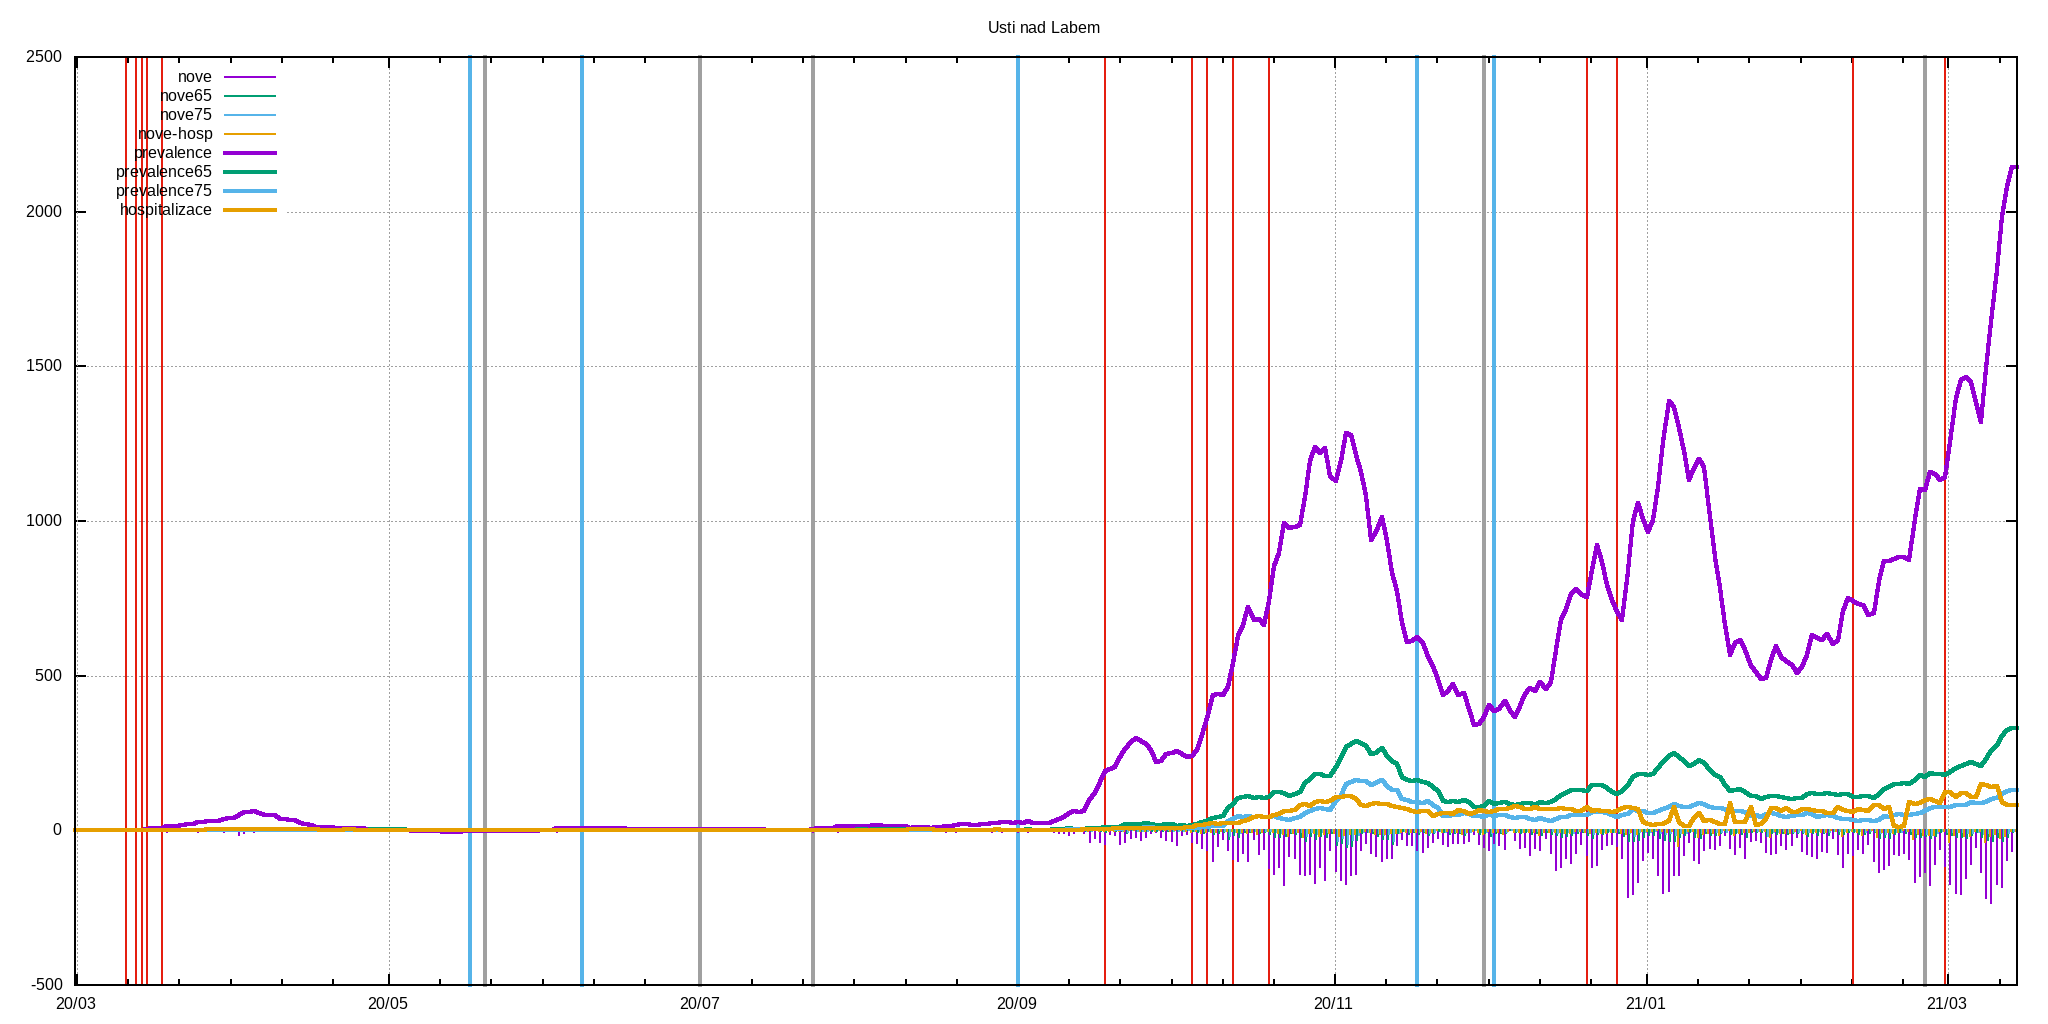 Usti nad Labem
2500
nove
nove65
nove75
nove-hosp
prevalence
prevalence65
prevalence75
hospitalizace
2000
1500
1000
500
0
-500
20/03 20/05 20/07 20/09 20/11 21/01 21/03